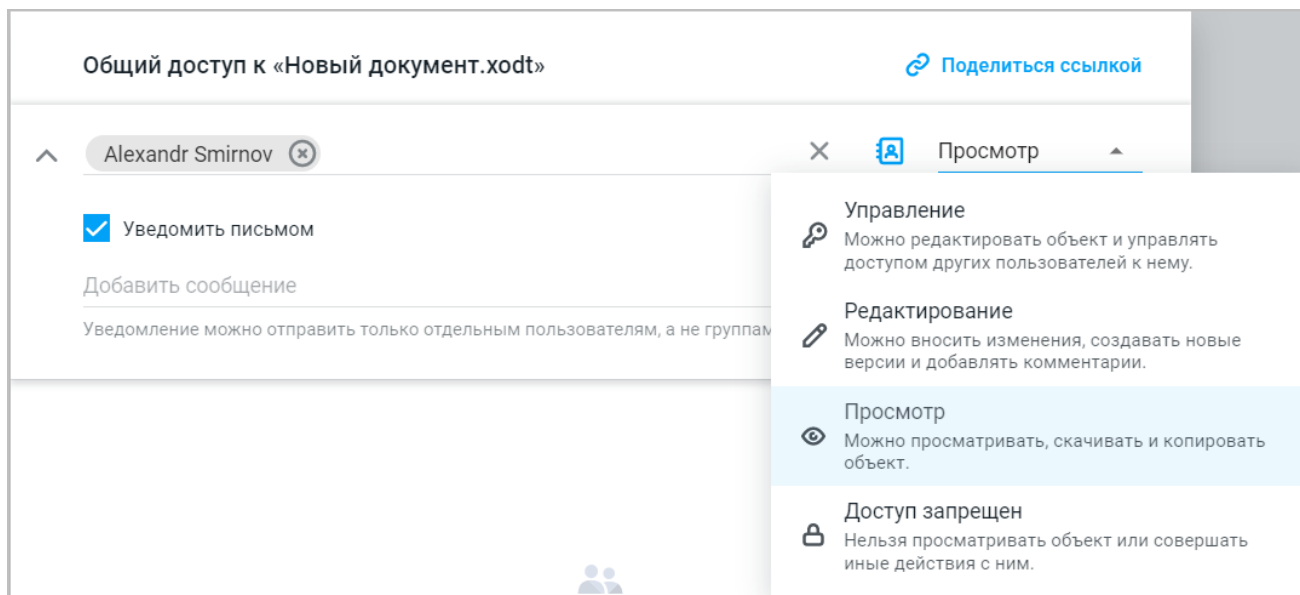 Общий доступ к «Новый документ.xodt»
Поделиться ссылкой
Alexandr Smirnov
Просмотр
Уведомить письмом
Добавить сообщение
Уведомление можно отправить только отдельным пользователям, а не группам
Управление
Можно редактировать объект и управлять
доступом других пользователей к нему.
Редактирование
Можно вносить изменения, создавать новые
версии и добавлять комментарии.
Просмотр
Можно просматривать, скачивать и копировать
объект.
Доступ запрещен
Нельзя просматривать объект или совершать
иные действия с ним.